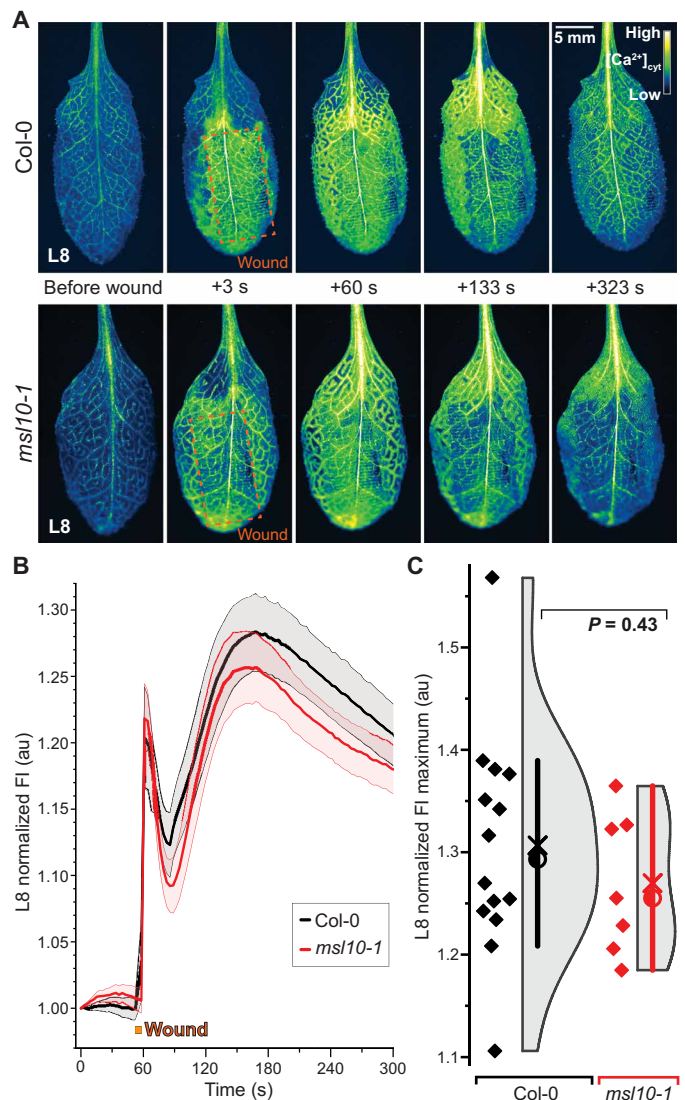 A
Col-0
L8
Wound
5 mm
High
[Ca²⁺]cyt
Low
Before wound
+3 s
+60 s
+133 s
+323 s
msl10-1
L8
Wound
B
L8 normalized FI (au)
1.30
1.25
1.20
1.15
1.10
1.05
1.00
Col-0
msl10-1
Wound
0
60
120
180
240
300
Time (s)
C
L8 normalized FI maximum (au)
1.5
1.4
1.3
1.2
1.1
P = 0.43
Col-0
msl10-1